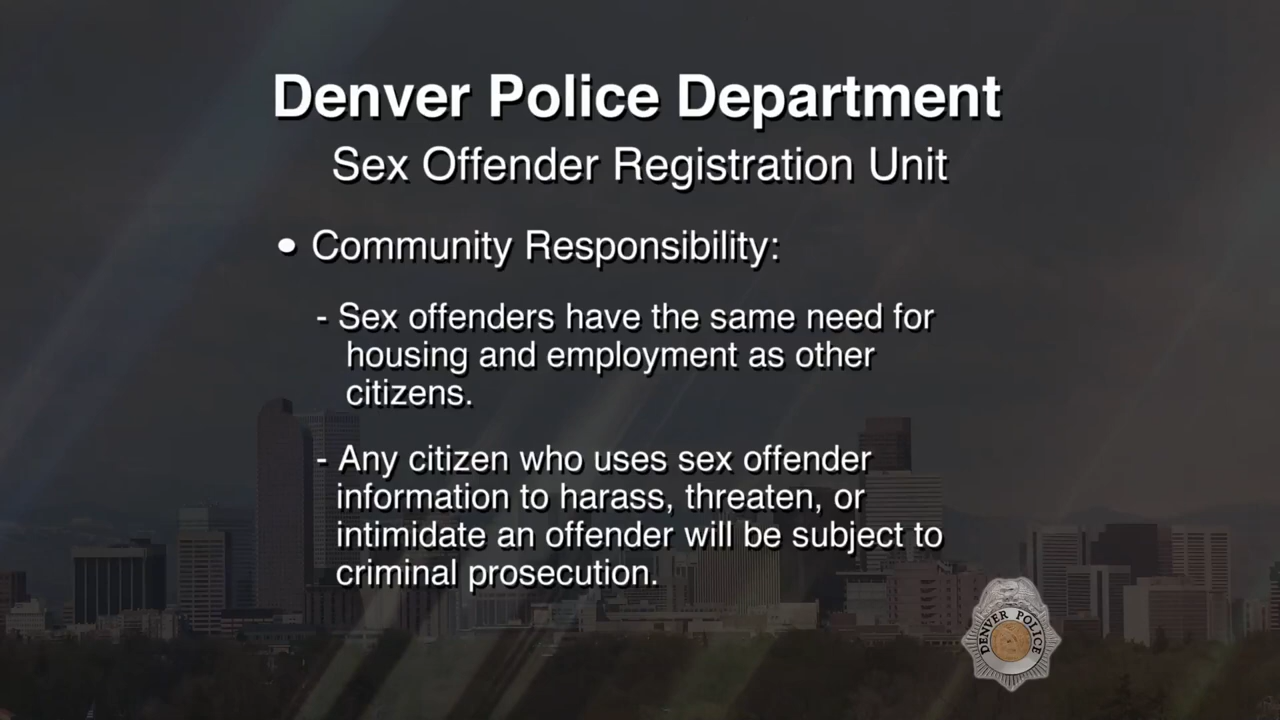 Denver Police Department
Sex Offender Registration Unit
• Community Responsibility:
- Sex offenders have the same need for
housing and employment as other
citizens.
- Any citizen who uses sex offender
information to harass, threaten, or
intimidate an offender will be subject to
criminal prosecution.
DENVER POLICE